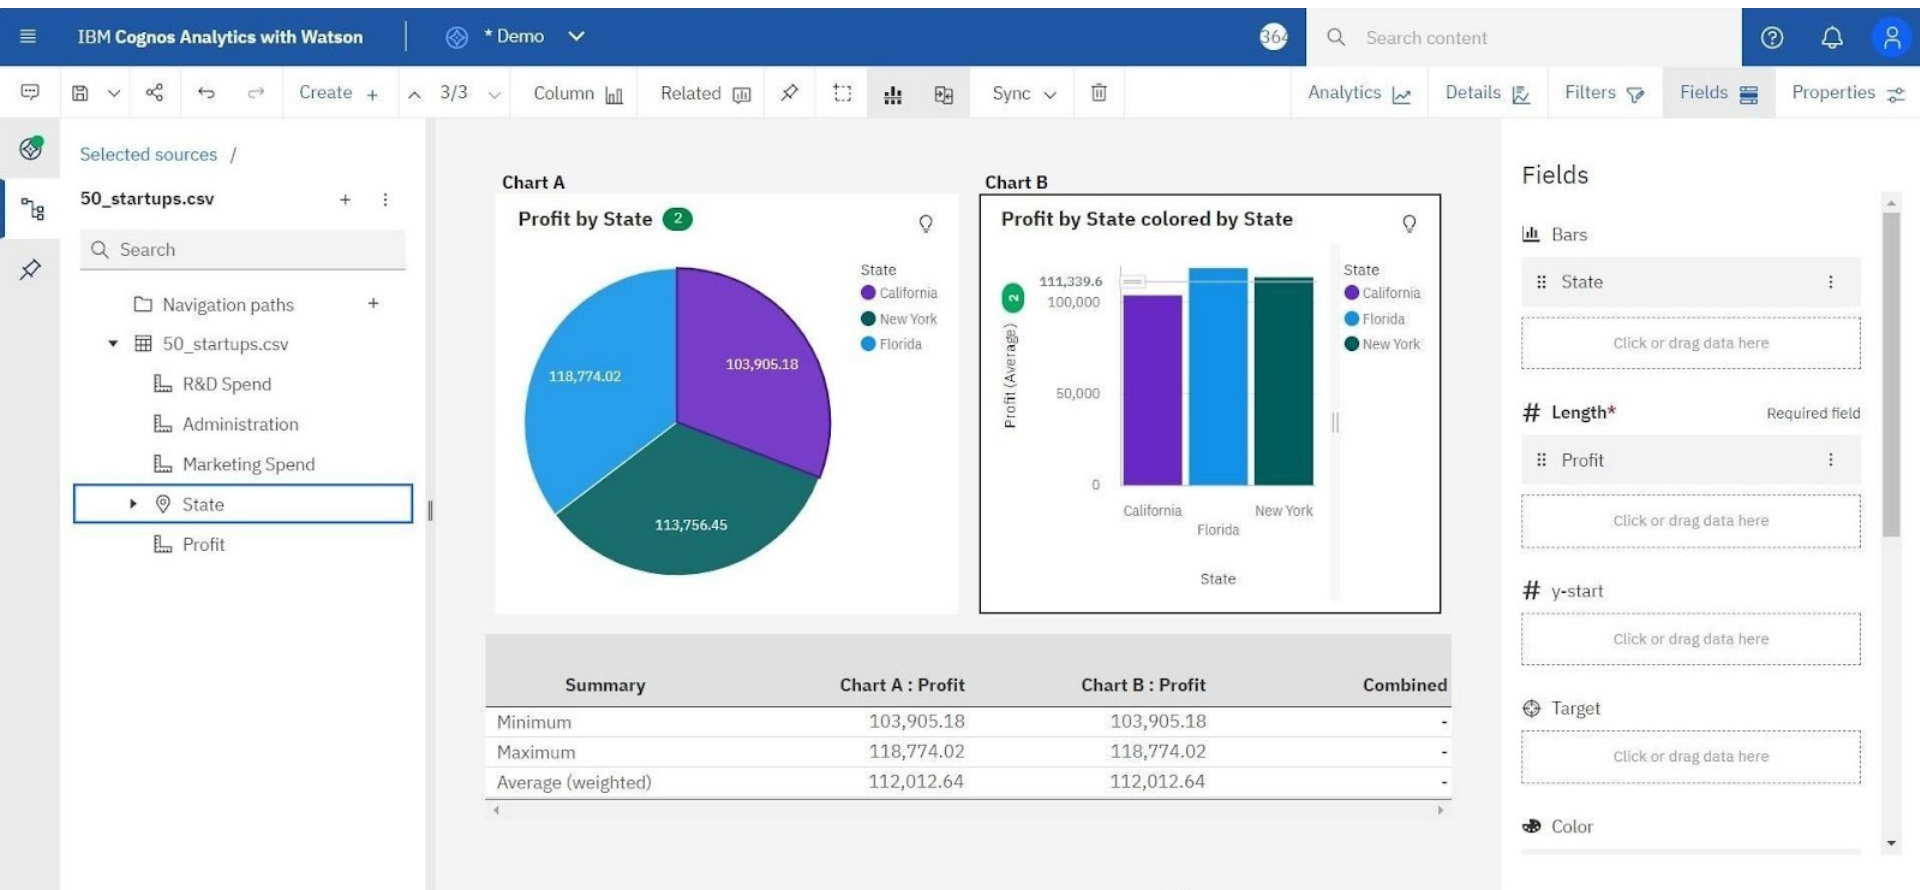 IBM Cognos Analytics with Watson
* Demo
364
Search content
Create +
3/3
Column
Related
Sync
Analytics
Details
Filters
Fields
Properties
Selected sources /
50_startups.csv
Search
Navigation paths
50_startups.csv
R&D Spend
Administration
Marketing Spend
State
Profit
Chart A
Profit by State 2
118,774.02
103,905.18
113,756.45
State
California
New York
Florida
Chart B
Profit by State colored by State
2
Profit (Average)
111,339.6
100,000
50,000
0
California
Florida
New York
State
State
California
Florida
New York
Summary Chart A : Profit Chart B : Profit Combined
Minimum 103,905.18 103,905.18 -
Maximum 118,774.02 118,774.02 -
Average (weighted) 112,012.64 112,012.64 -
Fields
Bars
State
Click or drag data here
# Length* Required field
Profit
Click or drag data here
# y-start
Click or drag data here
Target
Click or drag data here
Color